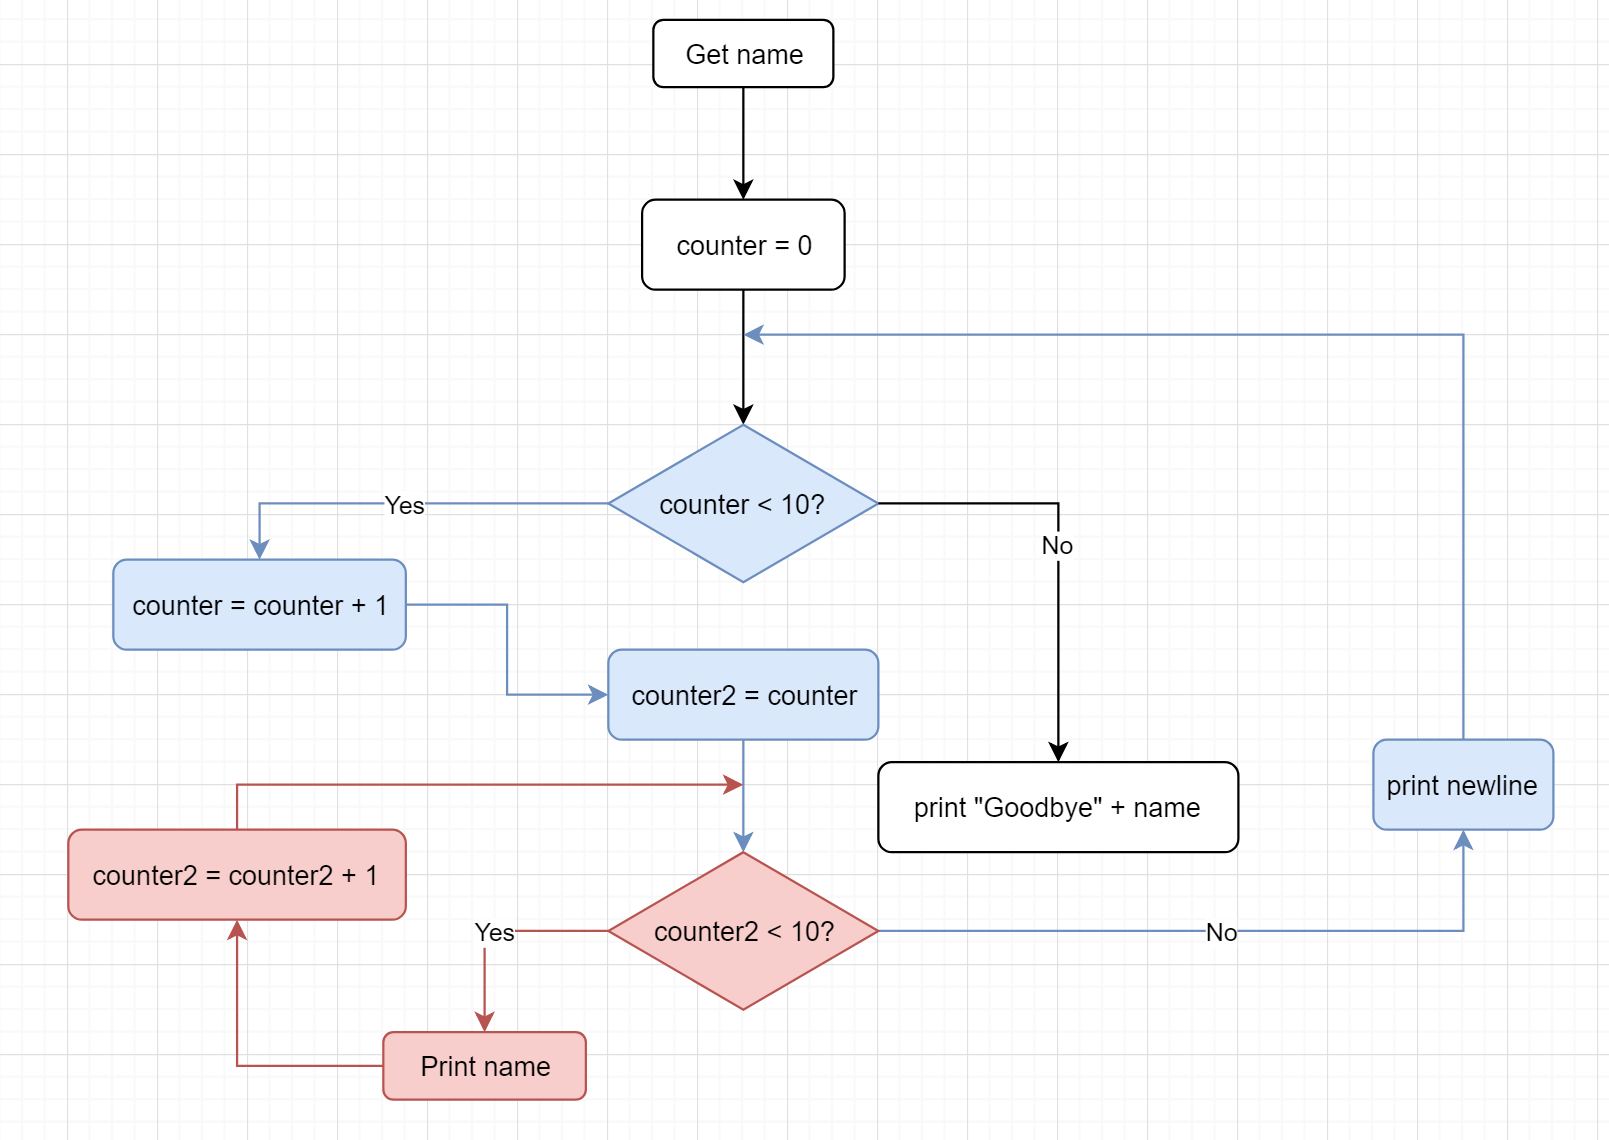 Get name
counter = 0
counter < 10?
Yes
No
counter = counter + 1
counter2 = counter
print "Goodbye" + name
print newline
counter2 = counter2 + 1
counter2 < 10?
Yes
No
Print name